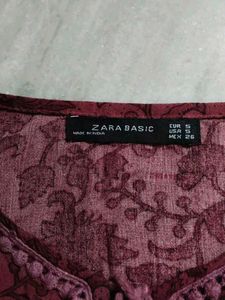 ZARA BASIC
MADE IN INDIA
EUR S
USA S
MEX 26